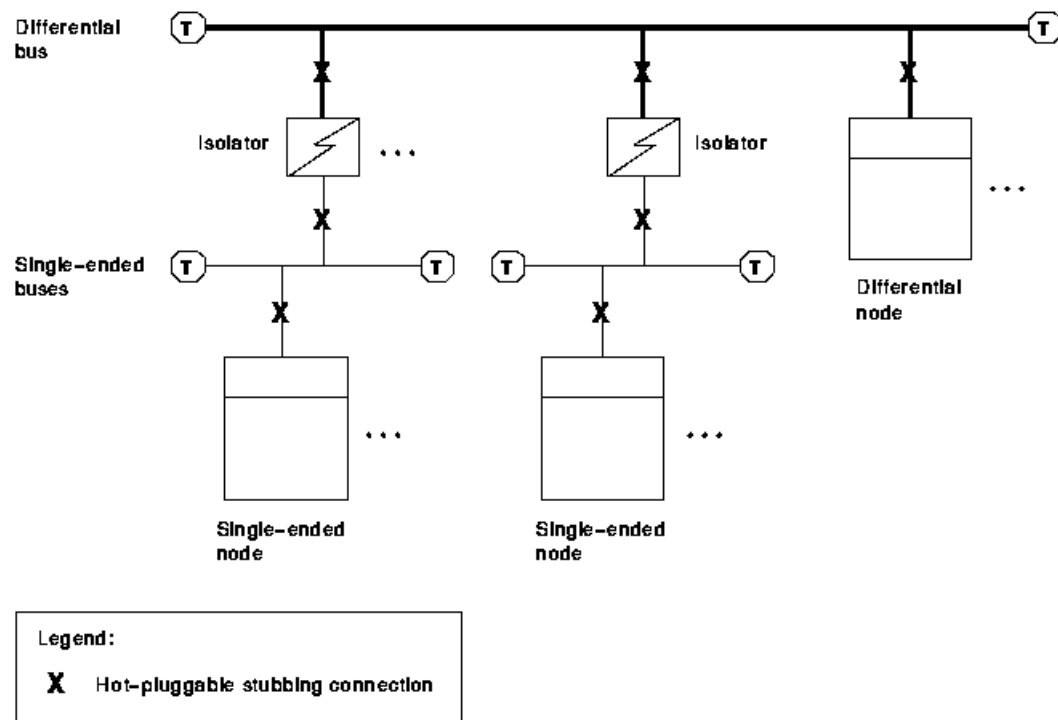 Differential
bus
T
T
X
X
X
Isolator
...
Isolator
...
X
X
Single-ended
buses
T
T
T
T
Differential
node
X
X
...
...
Single-ended
node
Single-ended
node
Legend:
X Hot-pluggable stubbing connection